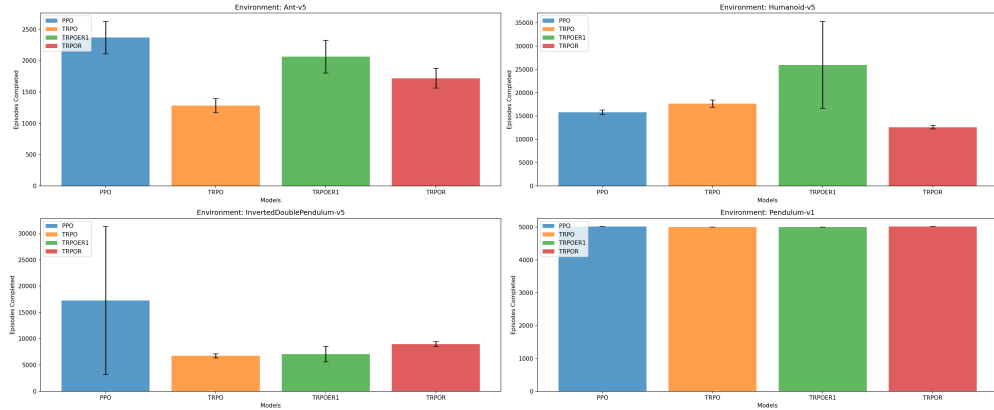 Environment: Ant-v5
PPO
TRPO
TRPOER1
TRPOR
Episodes Completed
2500
2000
1500
1000
500
0
PPO TRPO TRPOER1 TRPOR
Models
Environment: Humanoid-v5
PPO
TRPO
TRPOER1
TRPOR
Episodes Completed
35000
30000
25000
20000
15000
10000
5000
0
PPO TRPO TRPOER1 TRPOR
Models
Environment: InvertedDoublePendulum-v5
PPO
TRPO
TRPOER1
TRPOR
Episodes Completed
30000
25000
20000
15000
10000
5000
0
PPO TRPO TRPOER1 TRPOR
Models
Environment: Pendulum-v1
PPO
TRPO
TRPOER1
TRPOR
Episodes Completed
5000
4000
3000
2000
1000
0
PPO TRPO TRPOER1 TRPOR
Models